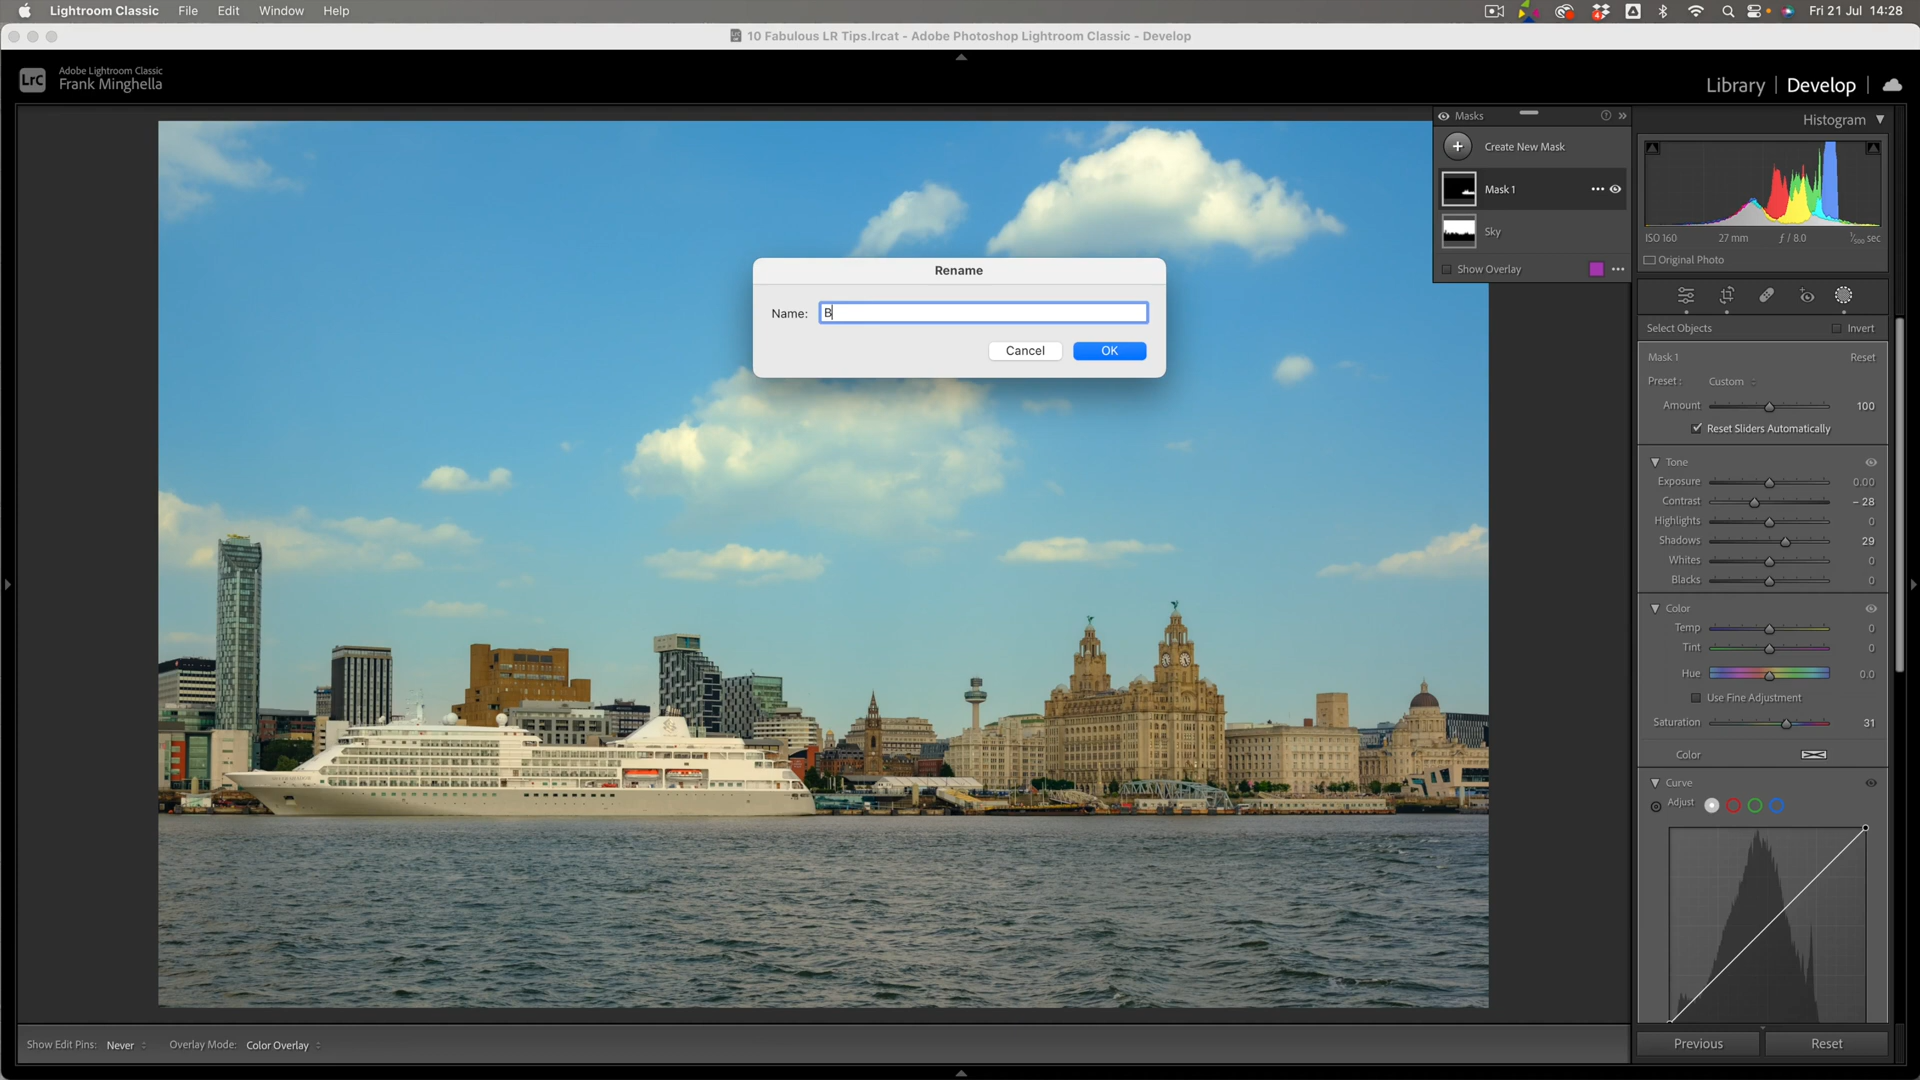 Lightroom Classic File Edit Window Help Fri 21 Jul 14:28
10 Fabulous LR Tips.lrcat - Adobe Photoshop Lightroom Classic - Develop
LrC
Adobe Lightroom Classic
Frank Minghella
Library | Develop |
Masks
Create New Mask
Mask 1
Sky
Show Overlay
Histogram
ISO 160 27 mm ƒ / 8.0 1/500 sec
Original Photo
Rename
Name: B
Cancel OK
Select Objects Invert
Mask 1 Reset
Preset : Custom
Amount 100
Reset Sliders Automatically
Tone
Exposure 0.00
Contrast – 28
Highlights 0
Shadows 29
Whites 0
Blacks 0
Color
Temp 0
Tint 0
Hue 0.0
Use Fine Adjustment
Saturation 31
Color
Curve
Adjust
Previous Reset
Show Edit Pins: Never Overlay Mode: Color Overlay